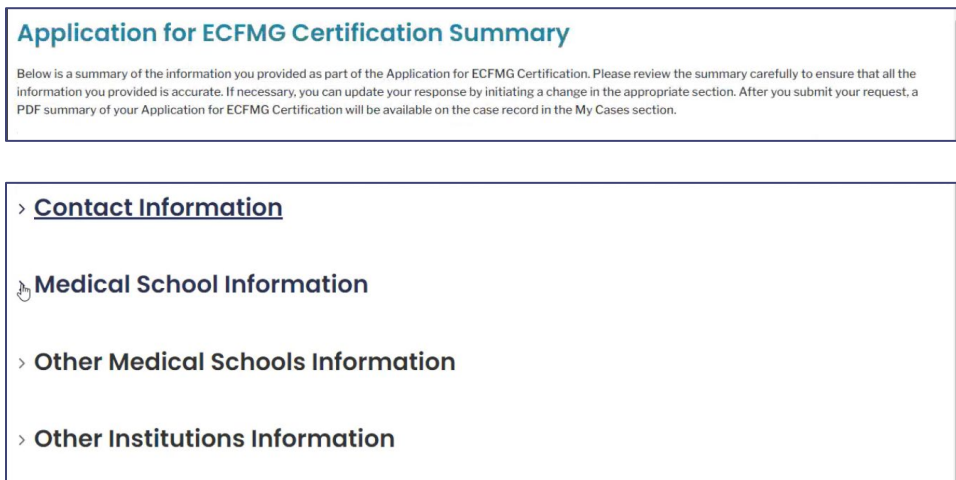 Application for ECFMG Certification Summary
Below is a summary of the information you provided as part of the Application for ECFMG Certification. Please review the summary carefully to ensure that all the
information you provided is accurate. If necessary, you can update your response by initiating a change in the appropriate section. After you submit your request, a
PDF summary of your Application for ECFMG Certification will be available on the case record in the My Cases section.
Contact Information
Medical School Information
Other Medical Schools Information
Other Institutions Information